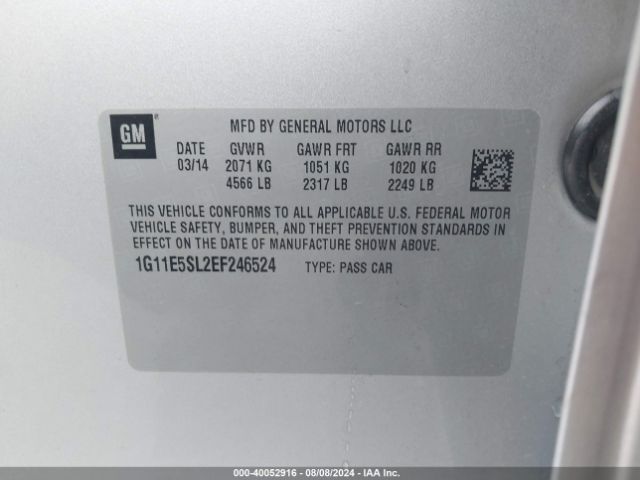 GM ®
MFD BY GENERAL MOTORS LLC
DATE GVWR GAWR FRT GAWR RR
03/14 2071 KG 1051 KG 1020 KG
4566 LB 2317 LB 2249 LB
THIS VEHICLE CONFORMS TO ALL APPLICABLE U.S. FEDERAL MOTOR
VEHICLE SAFETY, BUMPER, AND THEFT PREVENTION STANDARDS
IN EFFECT ON THE DATE OF MANUFACTURE SHOWN ABOVE.
1G11E5SL2EF246524 TYPE: PASS CAR
000-40052916 - 08/08/2024 - IAA Inc.